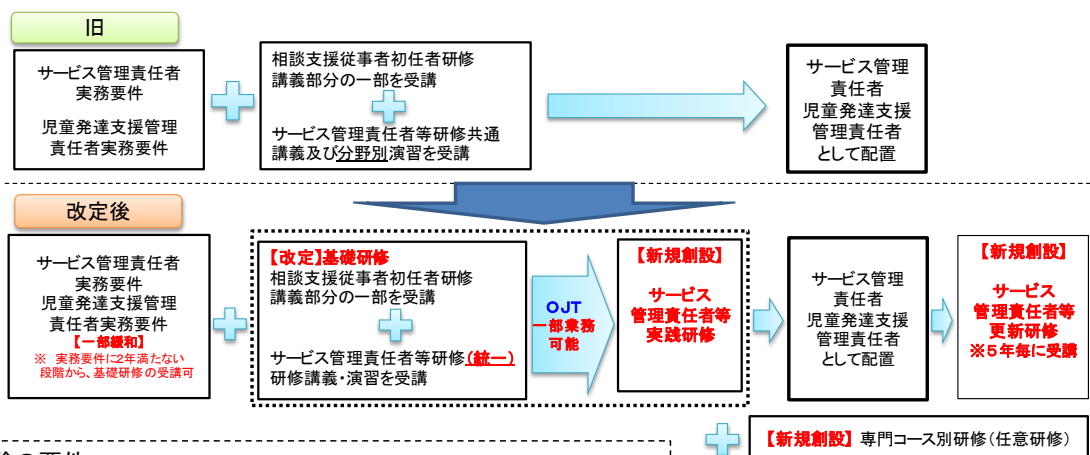 旧
サービス管理責任者
実務要件
児童発達支援管理
責任者実務要件
相談支援従事者初任者研修
講義部分の一部を受講
サービス管理責任者等研修共通
講義及び分野別演習を受講
サービス管理
責任者
児童発達支援
管理責任者
として配置
改定後
サービス管理責任者
実務要件
児童発達支援管理
責任者実務要件
【一部緩和】
※ 実務要件に2年満たない
段階から、基礎研修の受講可
【改定】基礎研修
相談支援従事者初任者研修
講義部分の一部を受講
サービス管理責任者等研修(統一)
研修講義・演習を受講
OJT
一部業務
可能
【新規創設】
サービス
管理責任者等
実践研修
サービス管理
責任者
児童発達支援
管理責任者
として配置
【新規創設】
サービス
管理責任者等
更新研修
※5年毎に受講
【新規創設】 専門コース別研修(任意研修)
の要件